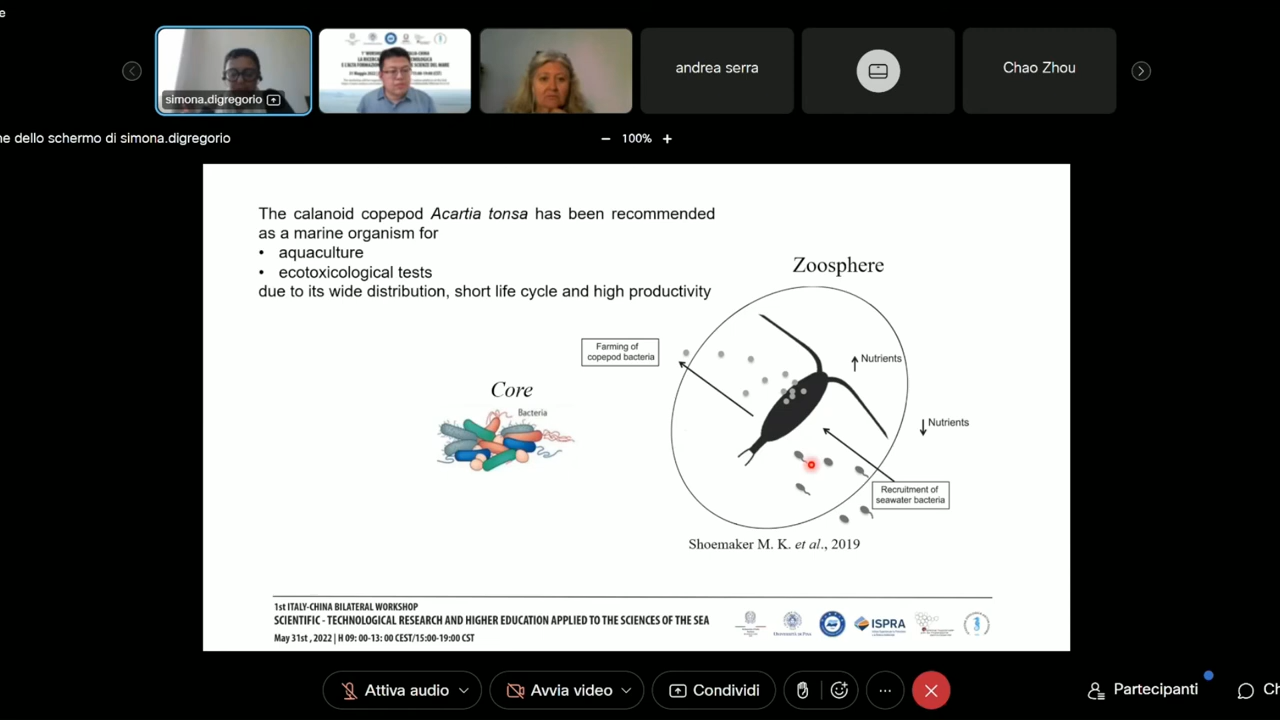 e
simona.digregorio
andrea serra
Chao Zhou
ne dello schermo di simona.digregorio
100%
The calanoid copepod Acartia tonsa has been recommended
as a marine organism for
• aquaculture
• ecotoxicological tests
due to its wide distribution, short life cycle and high productivity
Zoosphere
Farming of
copepod bacteria
Nutrients
Core
Bacteria
Nutrients
Recruitment of
seawater bacteria
Shoemaker M. K. et al., 2019
1st ITALY-CHINA BILATERAL WORKSHOP
SCIENTIFIC - TECHNOLOGICAL RESEARCH AND HIGHER EDUCATION APPLIED TO THE SCIENCES OF THE SEA
May 31st , 2022 | H 09: 00-13: 00 CEST/15:00-19:00 CST
ISPRA
Attiva audio
Avvia video
Condividi
Partecipanti
Ch